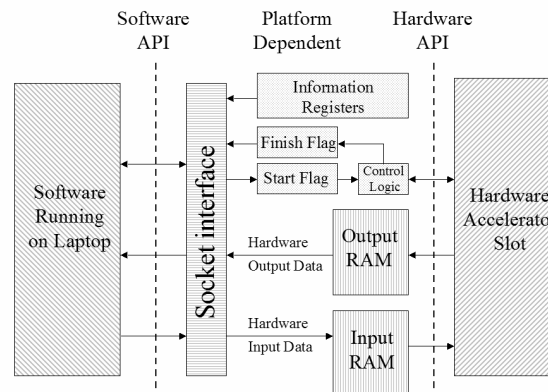 Software
API
Platform
Dependent
Hardware
API
Information
Registers
Finish Flag
Start Flag
Control
Logic
Software
Running
on Laptop
Socket interface
Hardware
Output Data
Output
RAM
Hardware
Input Data
Input
RAM
Hardware
Accelerator
Slot